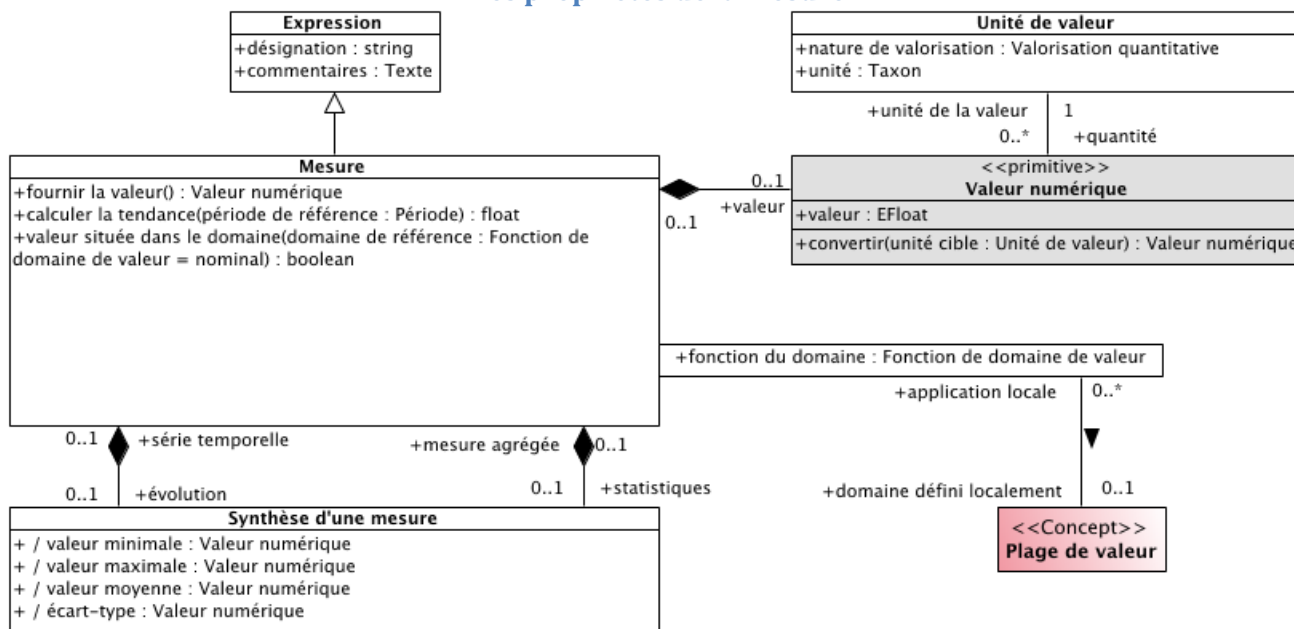 Expression
+désignation : string
+commentaires : Texte
Unité de valeur
+nature de valorisation : Valorisation quantitative
+unité : Taxon
+unité de la valeur 1
0..* +quantité
Mesure
+fournir la valeur() : Valeur numérique
+calculer la tendance(période de référence : Période) : float
+valeur située dans le domaine(domaine de référence : Fonction de
domaine de valeur = nominal) : boolean
0..1
+valeur
0..1
<<primitive>>
Valeur numérique
+valeur : EFloat
+convertir(unité cible : Unité de valeur) : Valeur numérique
+fonction du domaine : Fonction de domaine de valeur
+application locale 0..*
+domaine défini localement 0..1
<<Concept>>
Plage de valeur
0..1 +série temporelle
+mesure agrégée 0..1
0..1 +évolution
0..1 +statistiques
Synthèse d'une mesure
+ / valeur minimale : Valeur numérique
+ / valeur maximale : Valeur numérique
+ / valeur moyenne : Valeur numérique
+ / écart-type : Valeur numérique